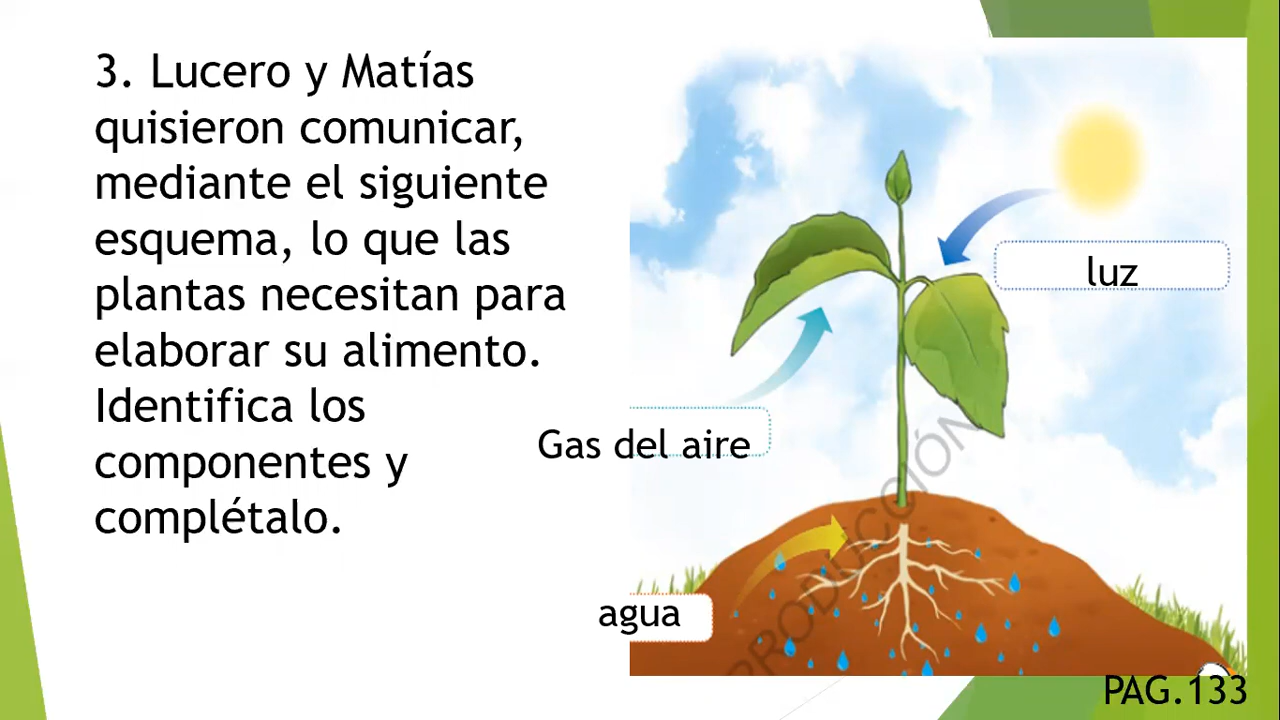 3. Lucero y Matías
quisieron comunicar,
mediante el siguiente
esquema, lo que las
plantas necesitan para
elaborar su alimento.
Identifica los
componentes y
complétalo.
luz
Gas del aire
agua
PRODUCCIÓN
PAG.133